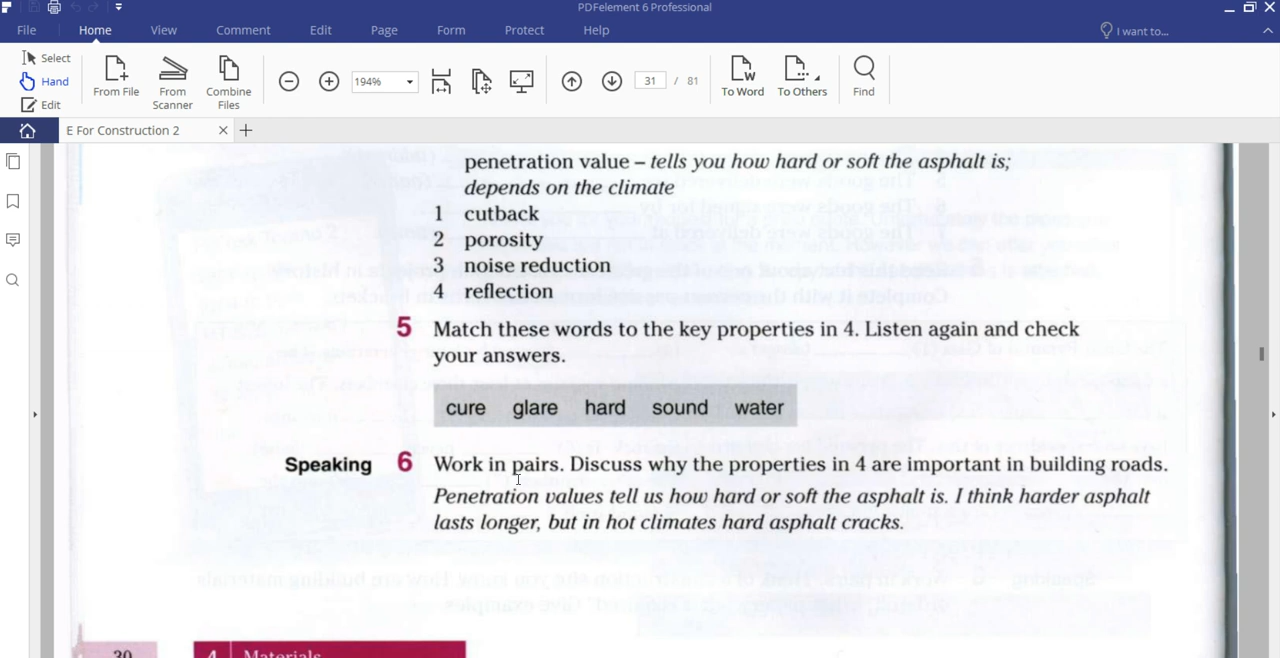 PDFelement 6 Professional
File Home View Comment Edit Page Form Protect Help I want to...
Select
Hand
Edit
From File
From Scanner
Combine Files
194%
31 / 81
To Word
To Others
Find
E For Construction 2
penetration value – tells you how hard or soft the asphalt is;
depends on the climate
1 cutback
2 porosity
3 noise reduction
4 reflection
5 Match these words to the key properties in 4. Listen again and check
your answers.
cure glare hard sound water
Speaking 6 Work in pairs. Discuss why the properties in 4 are important in building roads.
Penetration values tell us how hard or soft the asphalt is. I think harder asphalt
lasts longer, but in hot climates hard asphalt cracks.
30 4 Materials